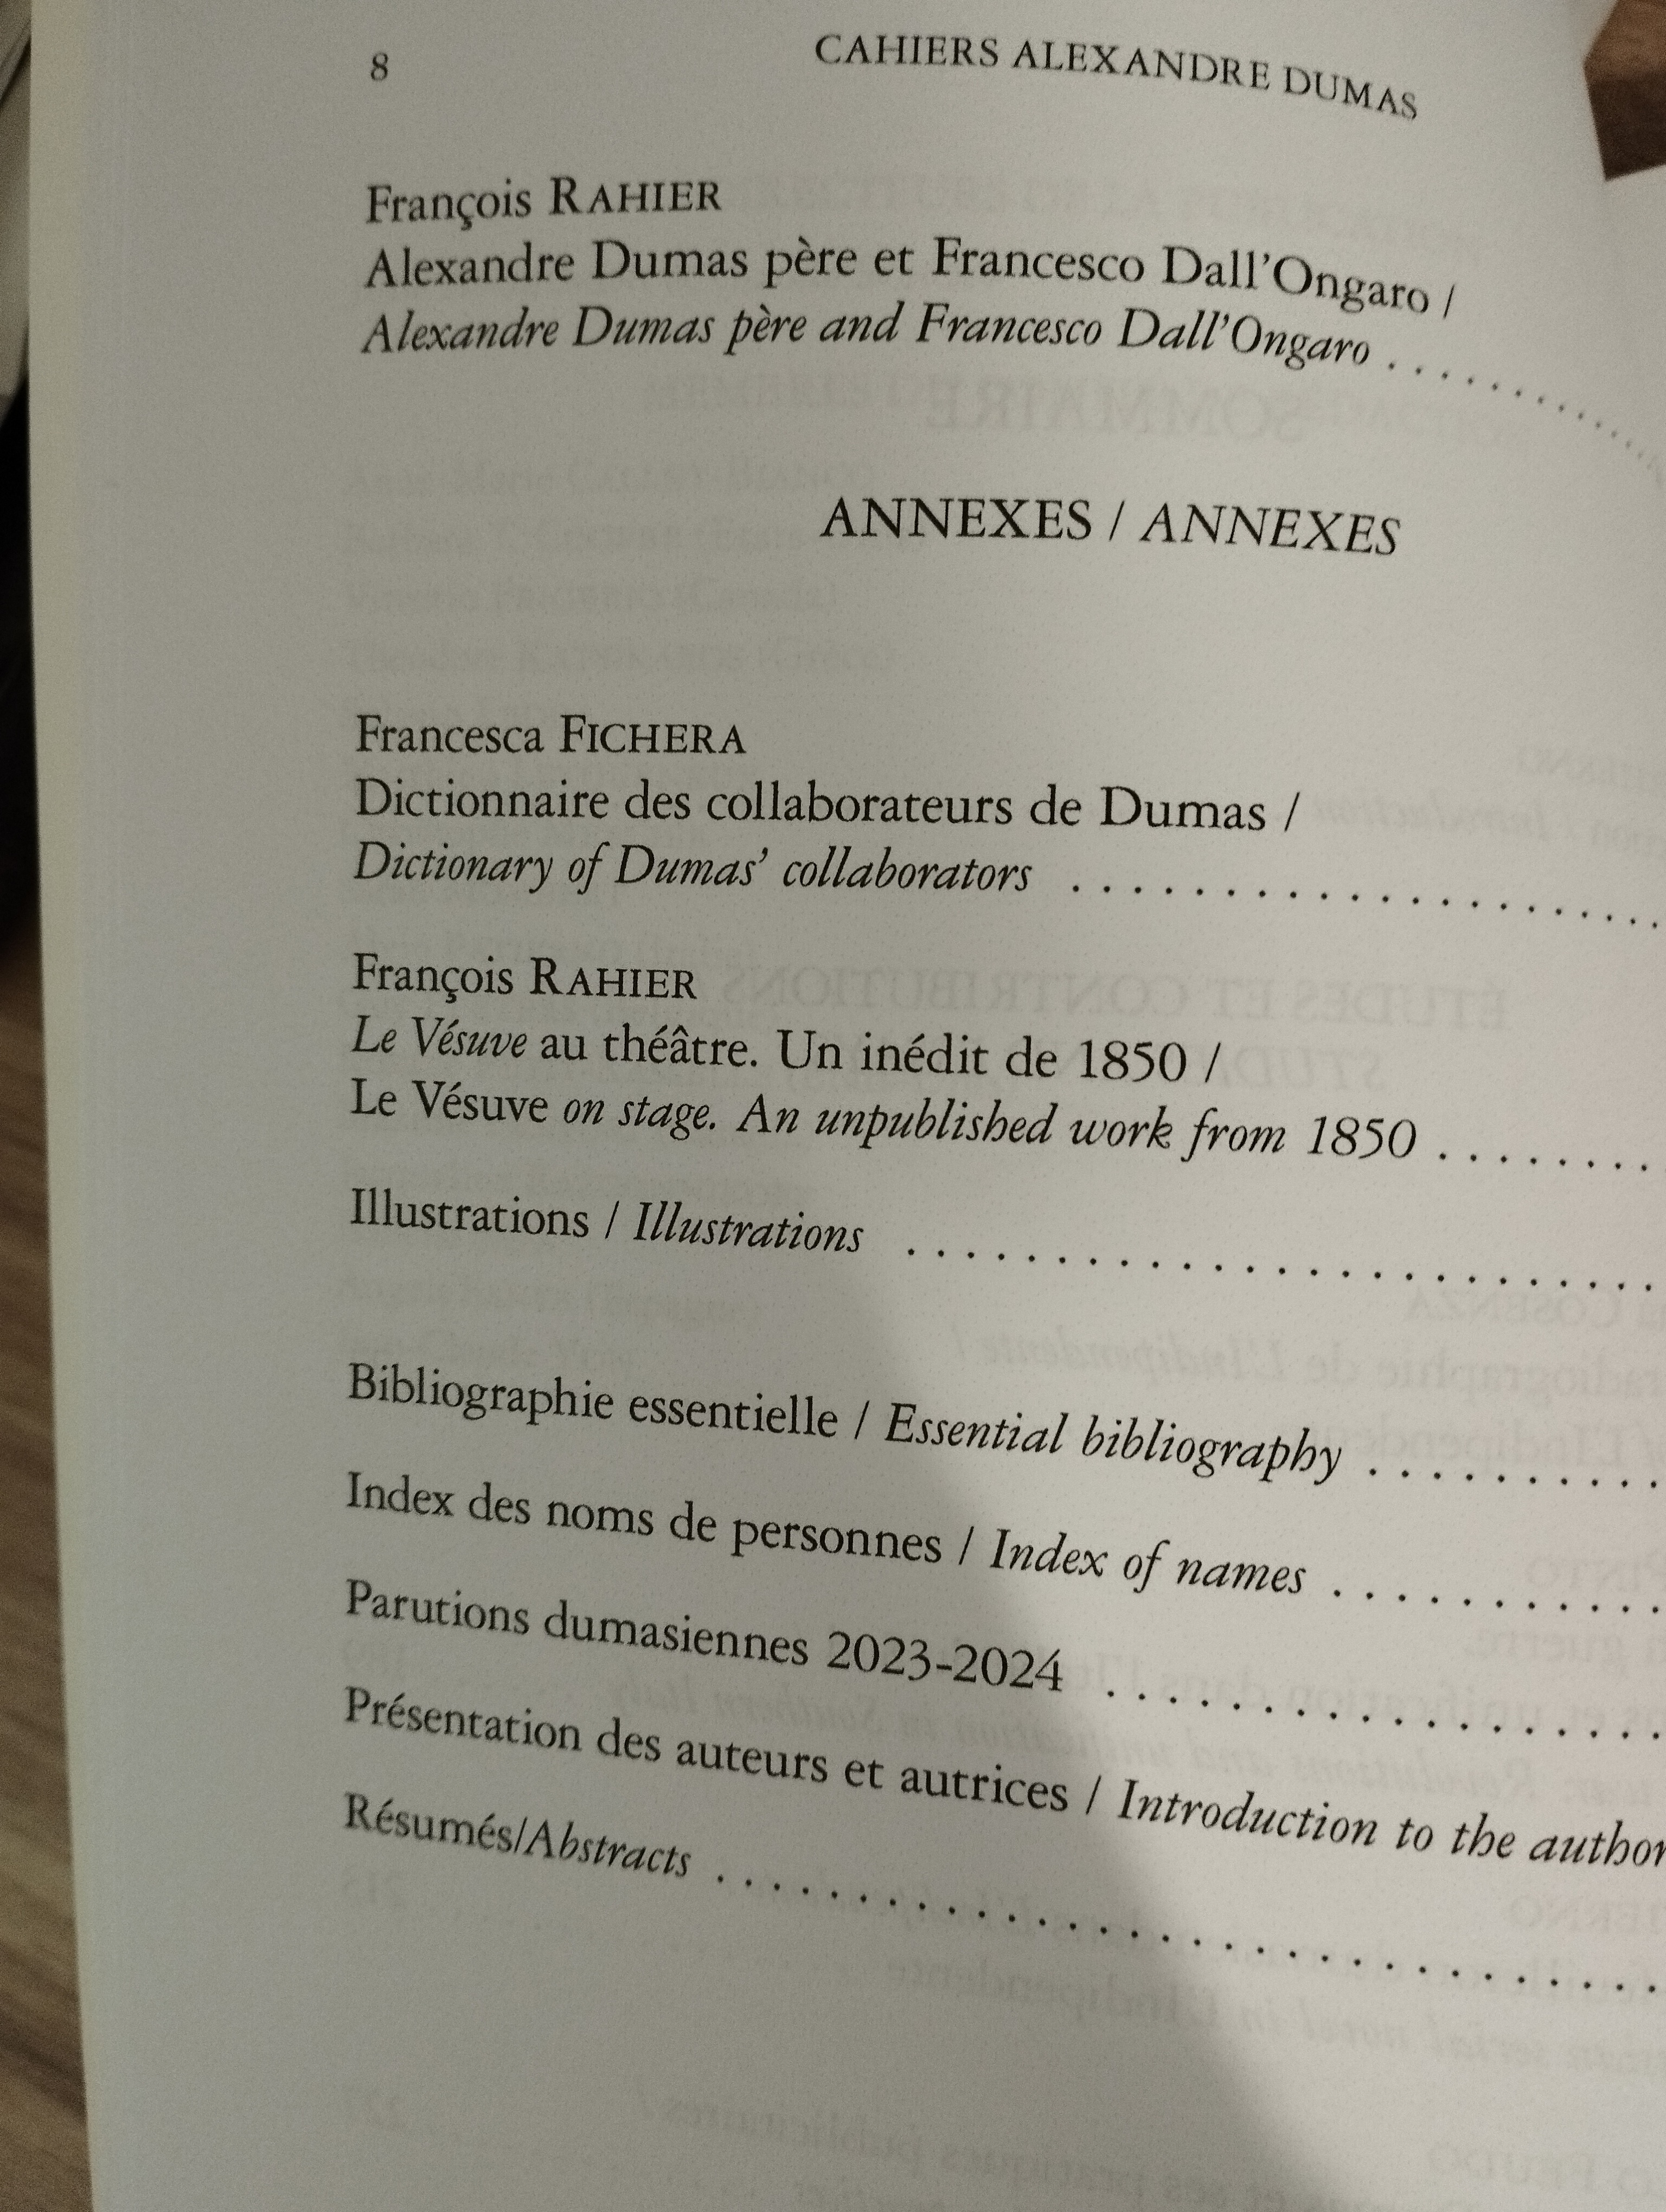 8
CAHIERS ALEXANDRE DUMAS
François RAHIER
Alexandre Dumas père et Francesco Dall'Ongaro /
Alexandre Dumas père and Francesco Dall'Ongaro . . . . . . . . . . . . . .
ANNEXES / ANNEXES
Francesca FICHERA
Dictionnaire des collaborateurs de Dumas /
Dictionary of Dumas' collaborators . . . . . . . . . . . . . . . . . . . .
François RAHIER
Le Vésuve au théâtre. Un inédit de 1850 /
Le Vésuve on stage. An unpublished work from 1850 . . . . . . . .
Illustrations / Illustrations . . . . . . . . . . . . . . . . . . . . . . . . .
Bibliographie essentielle / Essential bibliography . . . . . . . . . .
Index des noms de personnes / Index of names . . . . . . . . . . .
Parutions dumasiennes 2023-2024 . . . . . . . . . . . . . . . . . .
Présentation des auteurs et autrices / Introduction to the author
Résumés/Abstracts . . . . . . . . . . . . . . . . . . . . . . . . . . . . . .